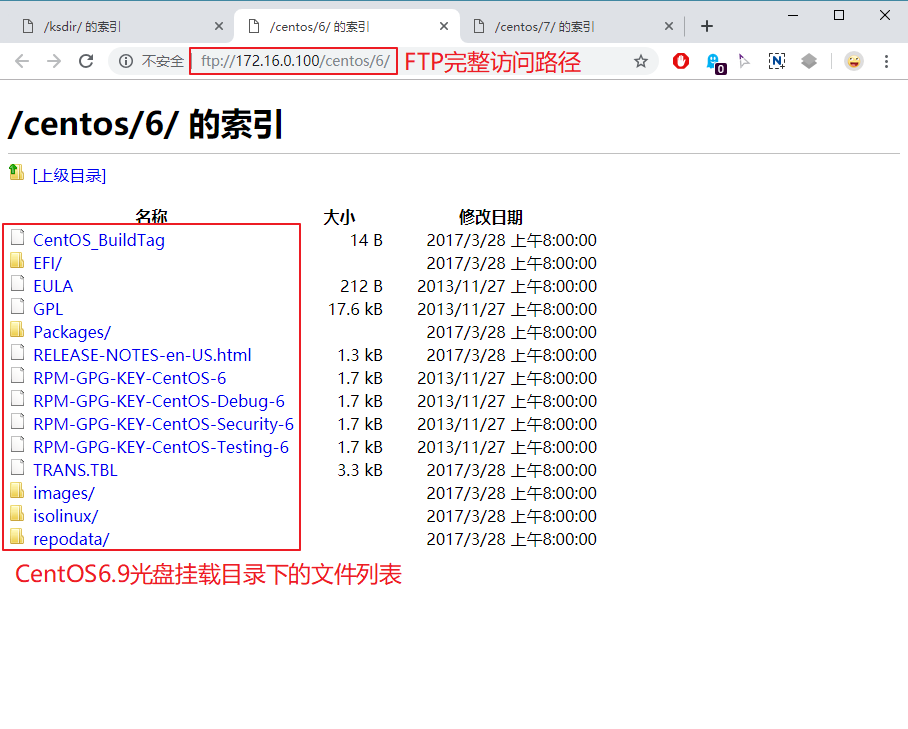 /ksdir/ 的索引
/centos/6/ 的索引
/centos/7/ 的索引
不安全 ftp://172.16.0.100/centos/6/ FTP完整访问路径
N
0
/centos/6/ 的索引
[上级目录]
名称 大小 修改日期
CentOS_BuildTag 14 B 2017/3/28 上午8:00:00
EFI/ 2017/3/28 上午8:00:00
EULA 212 B 2013/11/27 上午8:00:00
GPL 17.6 kB 2013/11/27 上午8:00:00
Packages/ 2017/3/28 上午8:00:00
RELEASE-NOTES-en-US.html 1.3 kB 2017/3/28 上午8:00:00
RPM-GPG-KEY-CentOS-6 1.7 kB 2013/11/27 上午8:00:00
RPM-GPG-KEY-CentOS-Debug-6 1.7 kB 2013/11/27 上午8:00:00
RPM-GPG-KEY-CentOS-Security-6 1.7 kB 2013/11/27 上午8:00:00
RPM-GPG-KEY-CentOS-Testing-6 1.7 kB 2013/11/27 上午8:00:00
TRANS.TBL 3.3 kB 2017/3/28 上午8:00:00
images/ 2017/3/28 上午8:00:00
isolinux/ 2017/3/28 上午8:00:00
repodata/ 2017/3/28 上午8:00:00
CentOS6.9光盘挂载目录下的文件列表